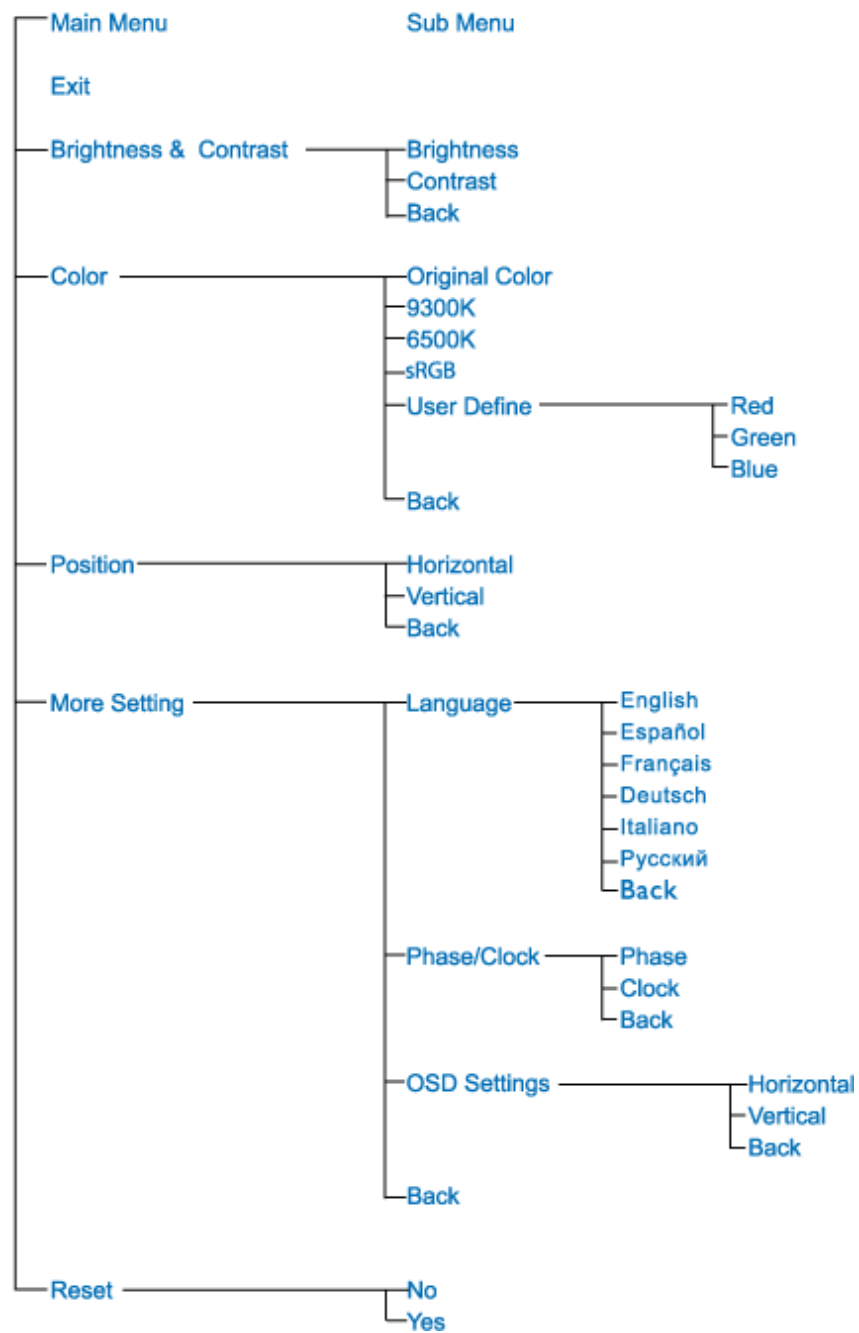 Main Menu Sub Menu
Exit
Brightness & Contrast Brightness
Contrast
Back
Color Original Color
9300K
6500K
sRGB
User Define Red
Green
Blue
Back
Position Horizontal
Vertical
Back
More Setting Language English
Español
Français
Deutsch
Italiano
Русский
Back
Phase/Clock Phase
Clock
Back
OSD Settings Horizontal
Vertical
Back
Back
Reset No
Yes